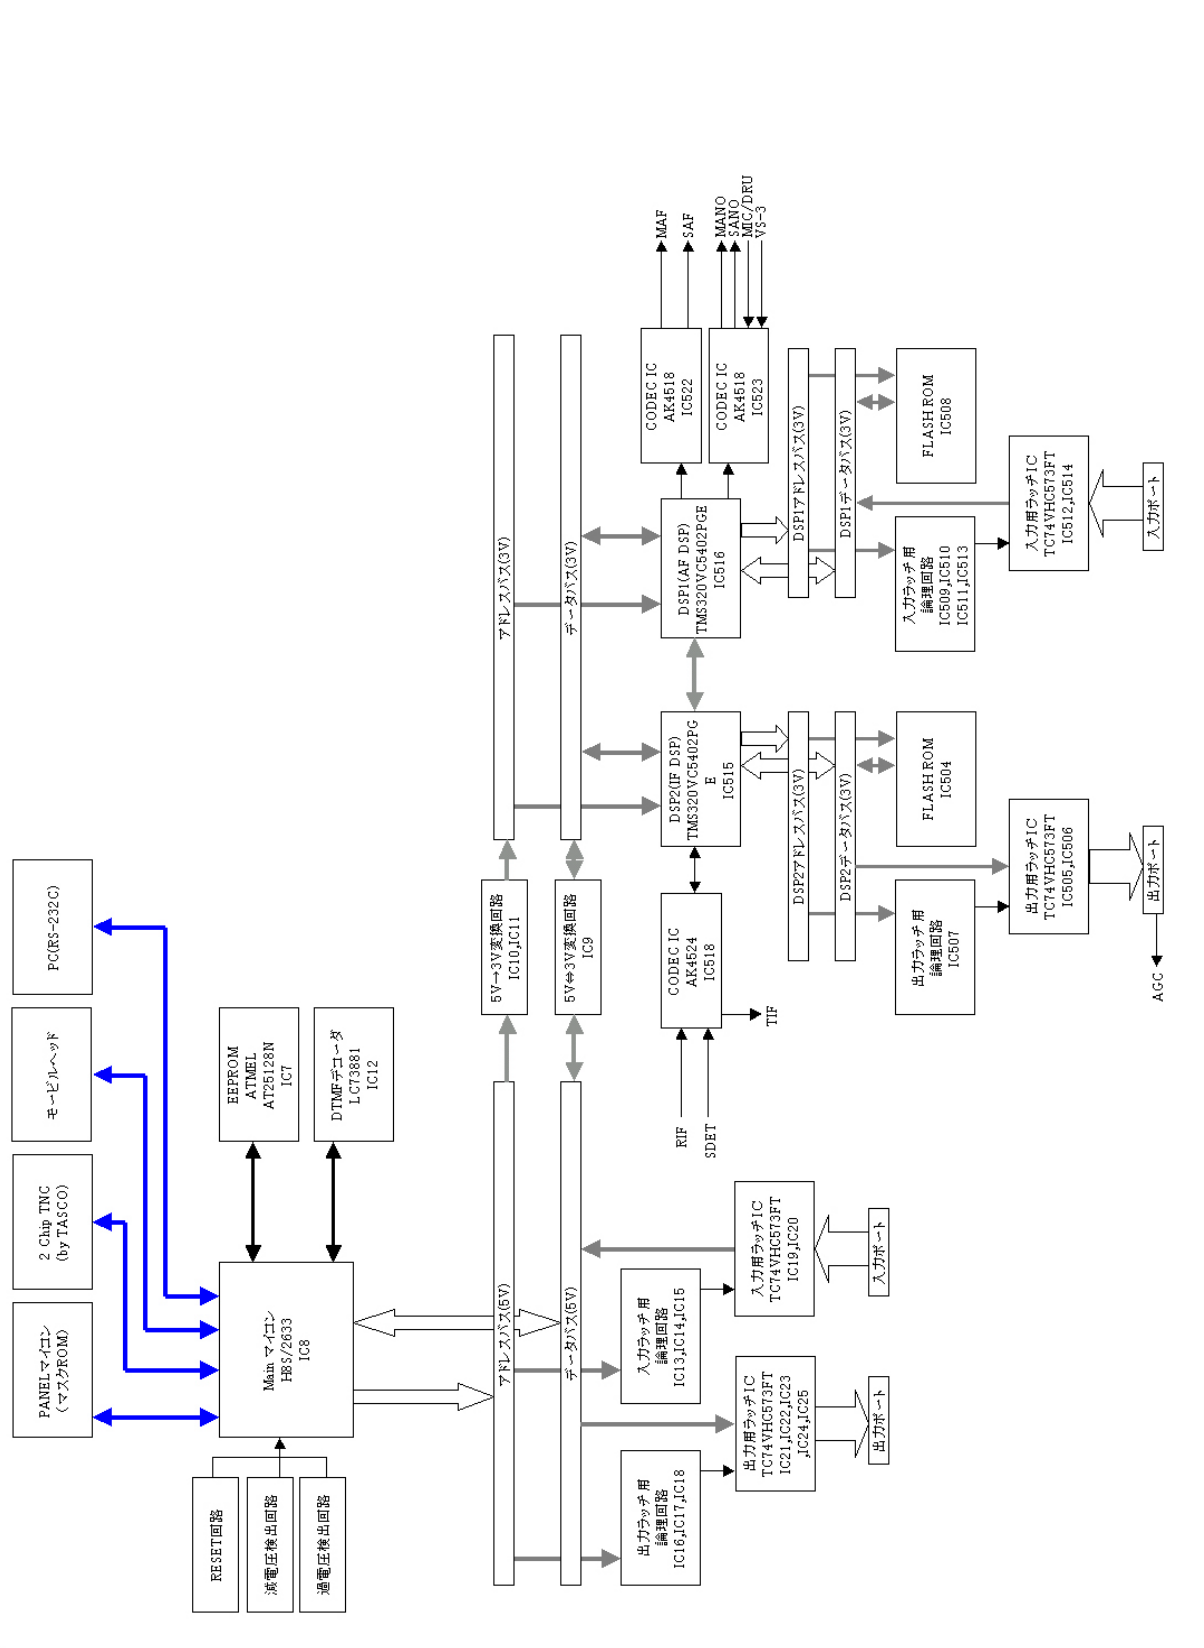 PANELマイコン
(マスクROM)
2 Chip TNC
(by TASCO)
モービルヘッド
PC(RS-232C)
RESET回路
減電圧検出回路
過電圧検出回路
Main マイコン
H8S/2633
IC8
EEPROM
ATMEL
AT25128N
IC7
DTMFデコーダ
LC73881
IC12
アドレスバス(5V)
データバス(5V)
5V→3V変換回路
IC10,IC11
5V⇔3V変換回路
IC9
アドレスバス(3V)
データバス(3V)
出力ラッチ用
論理回路
IC16,IC17,IC18
入力ラッチ用
論理回路
IC13,IC14,IC15
出力用ラッチIC
TC74VHC573FT
IC21,IC22,IC23
,IC24,IC25
出力ポート
入力用ラッチIC
TC74VHC573FT
IC19,IC20
入力ポート
RIF
SDET
CODEC IC
AK4524
IC518
TIF
DSP2(IF DSP)
TMS320VC5402PG
E
IC515
DSP1(AF DSP)
TMS320VC5402PGE
IC516
CODEC IC
AK4518
IC522
CODEC IC
AK4518
IC523
MAF
SAF
MANO
SANO
MIC/DRU
VS-3
DSP2アドレスバス(3V)
DSP2データバス(3V)
出力ラッチ用
論理回路
IC507
FLASH ROM
IC504
出力用ラッチIC
TC74VHC573FT
IC505,IC506
出力ポート
AGC
DSP1アドレスバス(3V)
DSP1データバス(3V)
入力ラッチ用
論理回路
IC509,IC510
IC511,IC513
FLASH ROM
IC508
入力用ラッチIC
TC74VHC573FT
IC512,IC514
入力ポート